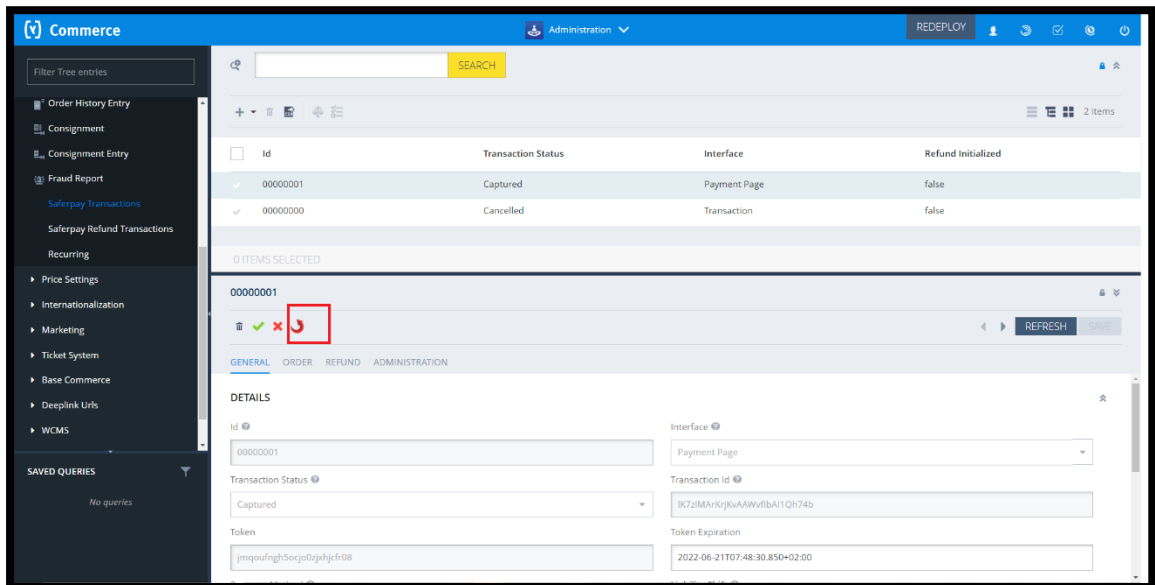 (y) Commerce
Administration
REDEPLOY
Filter Tree entries
Order History Entry
Consignment
Consignment Entry
Fraud Report
Saferpay Transactions
Saferpay Refund Transactions
Recurring
Price Settings
Internationalization
Marketing
Ticket System
Base Commerce
Deeplink Urls
WCMS
SAVED QUERIES
No queries
SEARCH
2 items
Id Transaction Status Interface Refund Initialized
00000001 Captured Payment Page false
00000000 Cancelled Transaction false
0 ITEMS SELECTED
00000001
REFRESH SAVE
GENERAL ORDER REFUND ADMINISTRATION
DETAILS
Id Interface
00000001 Payment Page
Transaction Status Transaction Id
Captured
Token Token Expiration
jmqoufngh5ocjo0zjxhjcfr08 2022-06-21T07:48:30.850+02:00